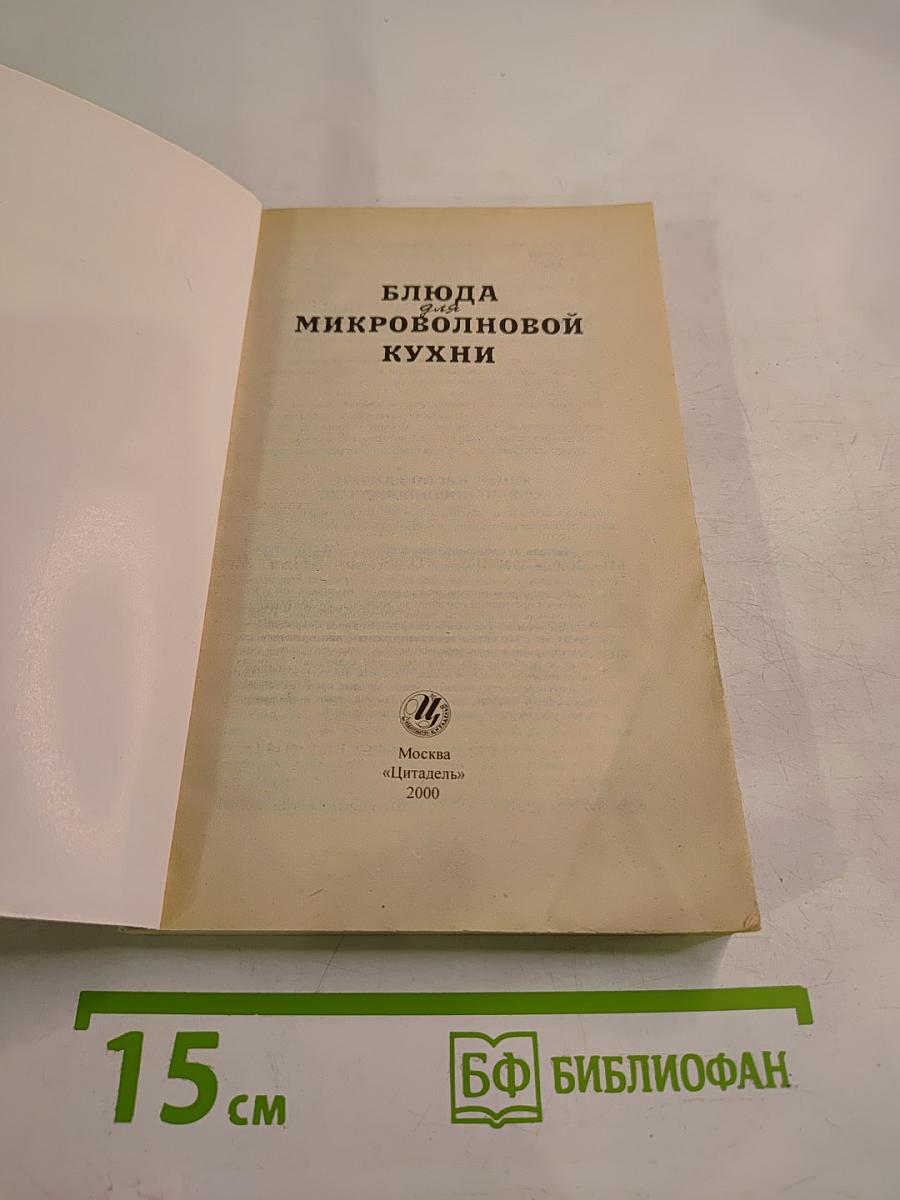 БЛЮДА
для
МИКРОВОЛНОВОЙ
КУХНИ
Ц
Москва
«Цитадель»
2000
15 см
БФ БИБЛИОФАН